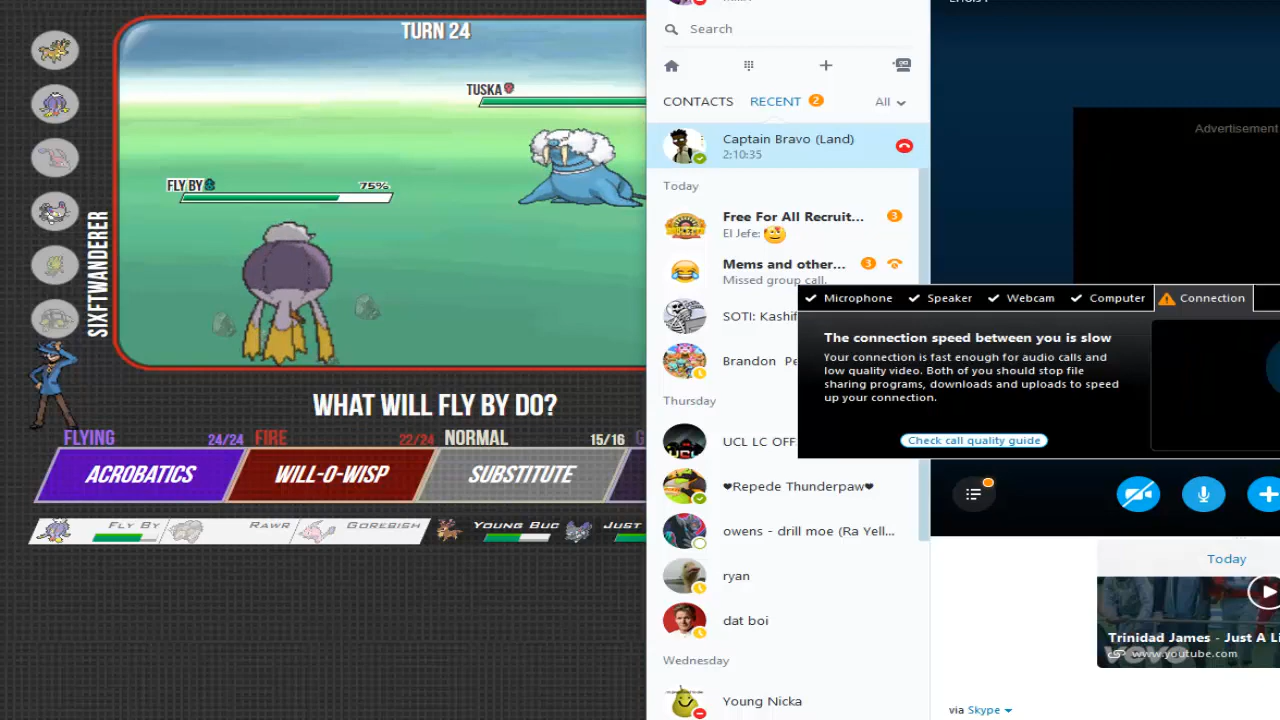 TURN 24
TUSKA
FLY BY
75%
SIXFTWANDERER
WHAT WILL FLY BY DO?
FLYING 24/24 FIRE 22/24 NORMAL 15/16 G
ACROBATICS WILL-O-WISP SUBSTITUTE
FLY BY RAWR GOREBISH YOUNG BUC JUST
Search
CONTACTS RECENT 2 All
Captain Bravo (Land)
2:10:35
Today
Free For All Recruit... 3
El Jefe:
Mems and other... 3
Missed group call.
SOTI: Kashif
Brandon Pe
Thursday
UCL LC OFF
❤Repede Thunderpaw❤
owens - drill moe (Ra Yell...
ryan
dat boi
Wednesday
Young Nicka
Advertisement
Microphone Speaker Webcam Computer Connection
The connection speed between you is slow
Your connection is fast enough for audio calls and
low quality video. Both of you should stop file
sharing programs, downloads and uploads to speed
up your connection.
Check call quality guide
Today
Trinidad James - Just A Li
www.youtube.com
vevo
via Skype